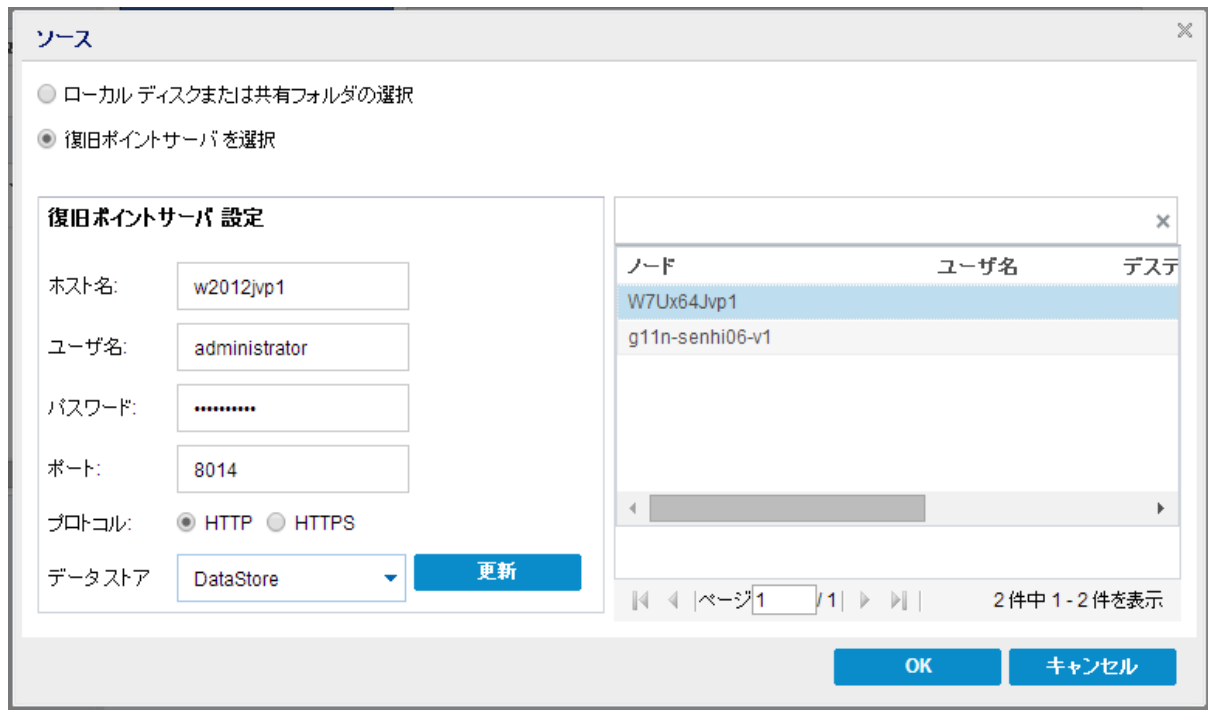 ソース
ローカル ディスクまたは共有フォルダの選択
復旧ポイントサーバ を選択
復旧ポイントサーバ 設定
ホスト名: w2012jvp1
ユーザ名: administrator
パスワード: ••••••••••
ポート: 8014
プロトコル: HTTP HTTPS
データストア DataStore 更新
ノード ユーザ名 デステ
W7Ux64Jvp1
g11n-senhi06-v1
ページ 1 / 1 2 件中 1 - 2 件を表示
OK キャンセル